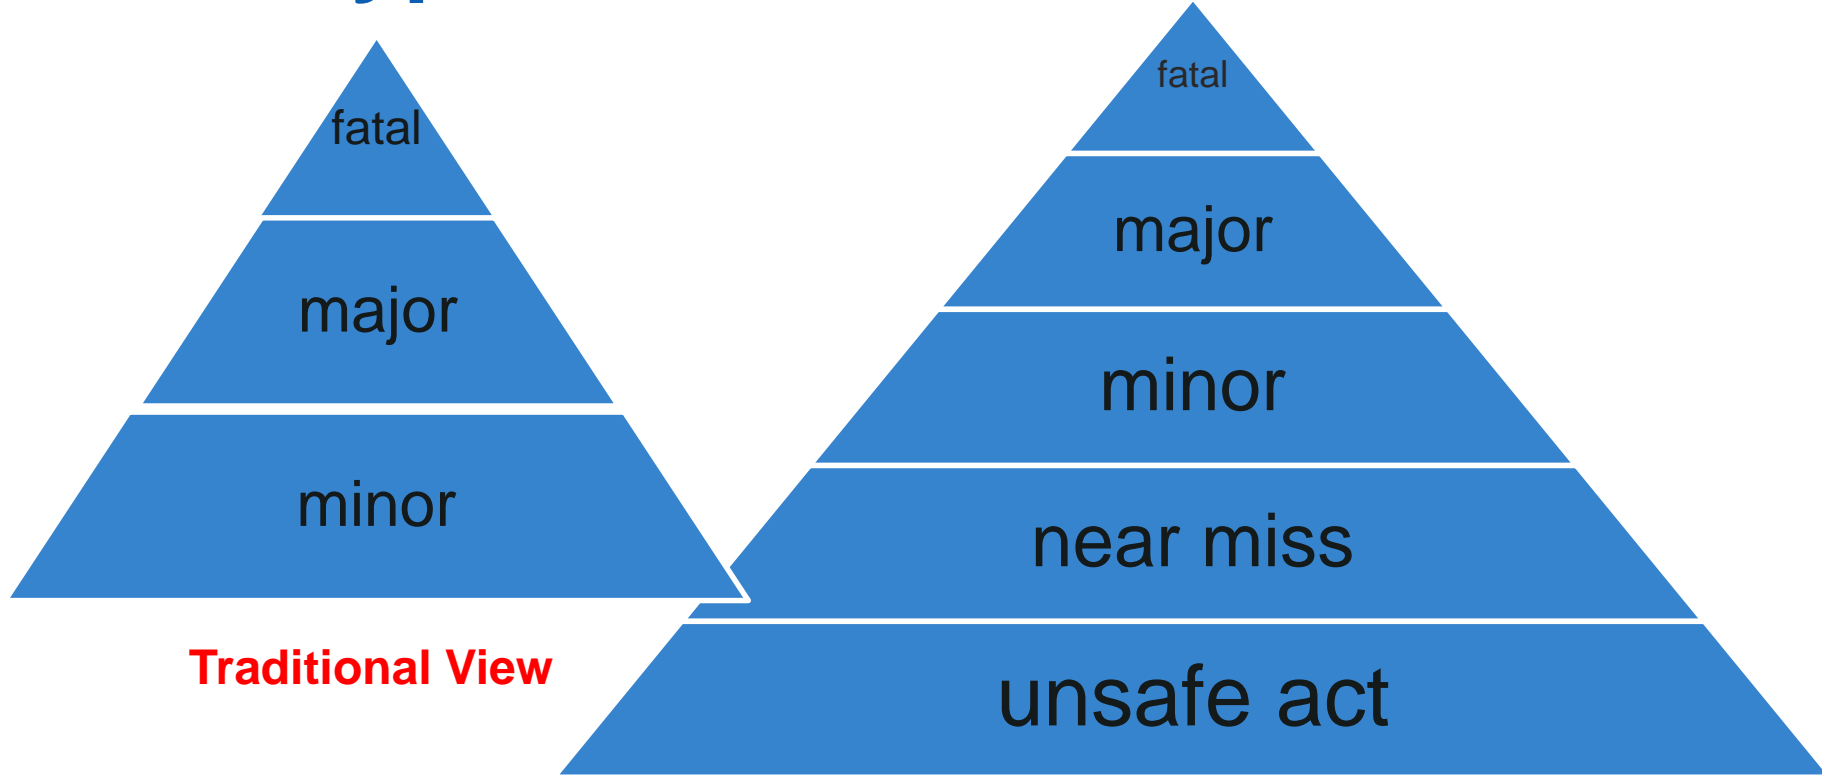 fatal
major
minor
Traditional View
fatal
major
minor
near miss
unsafe act